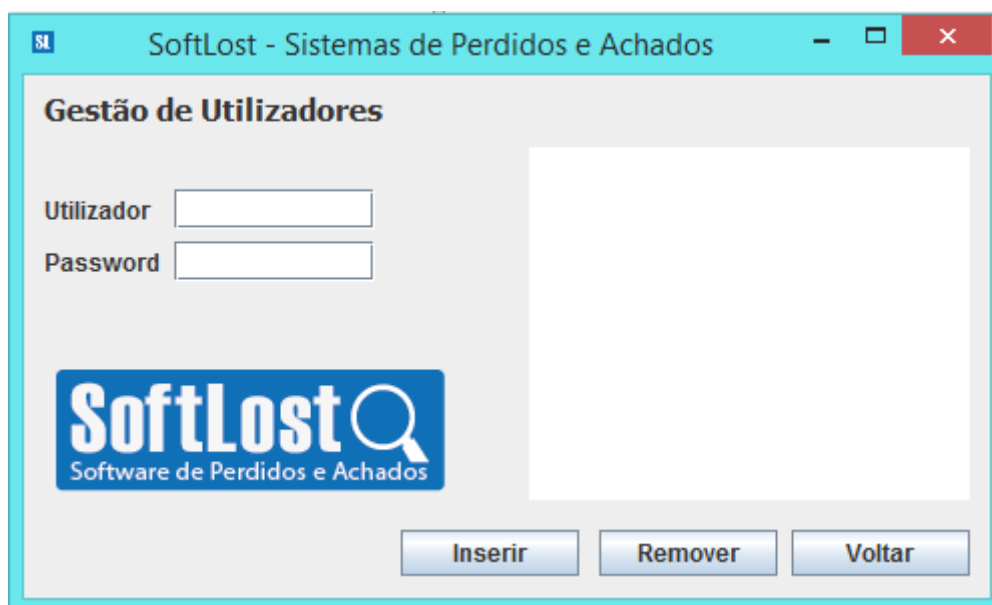 SL
SoftLost - Sistemas de Perdidos e Achados
Gestão de Utilizadores
Utilizador
Password
SoftLost
Software de Perdidos e Achados
Inserir
Remover
Voltar